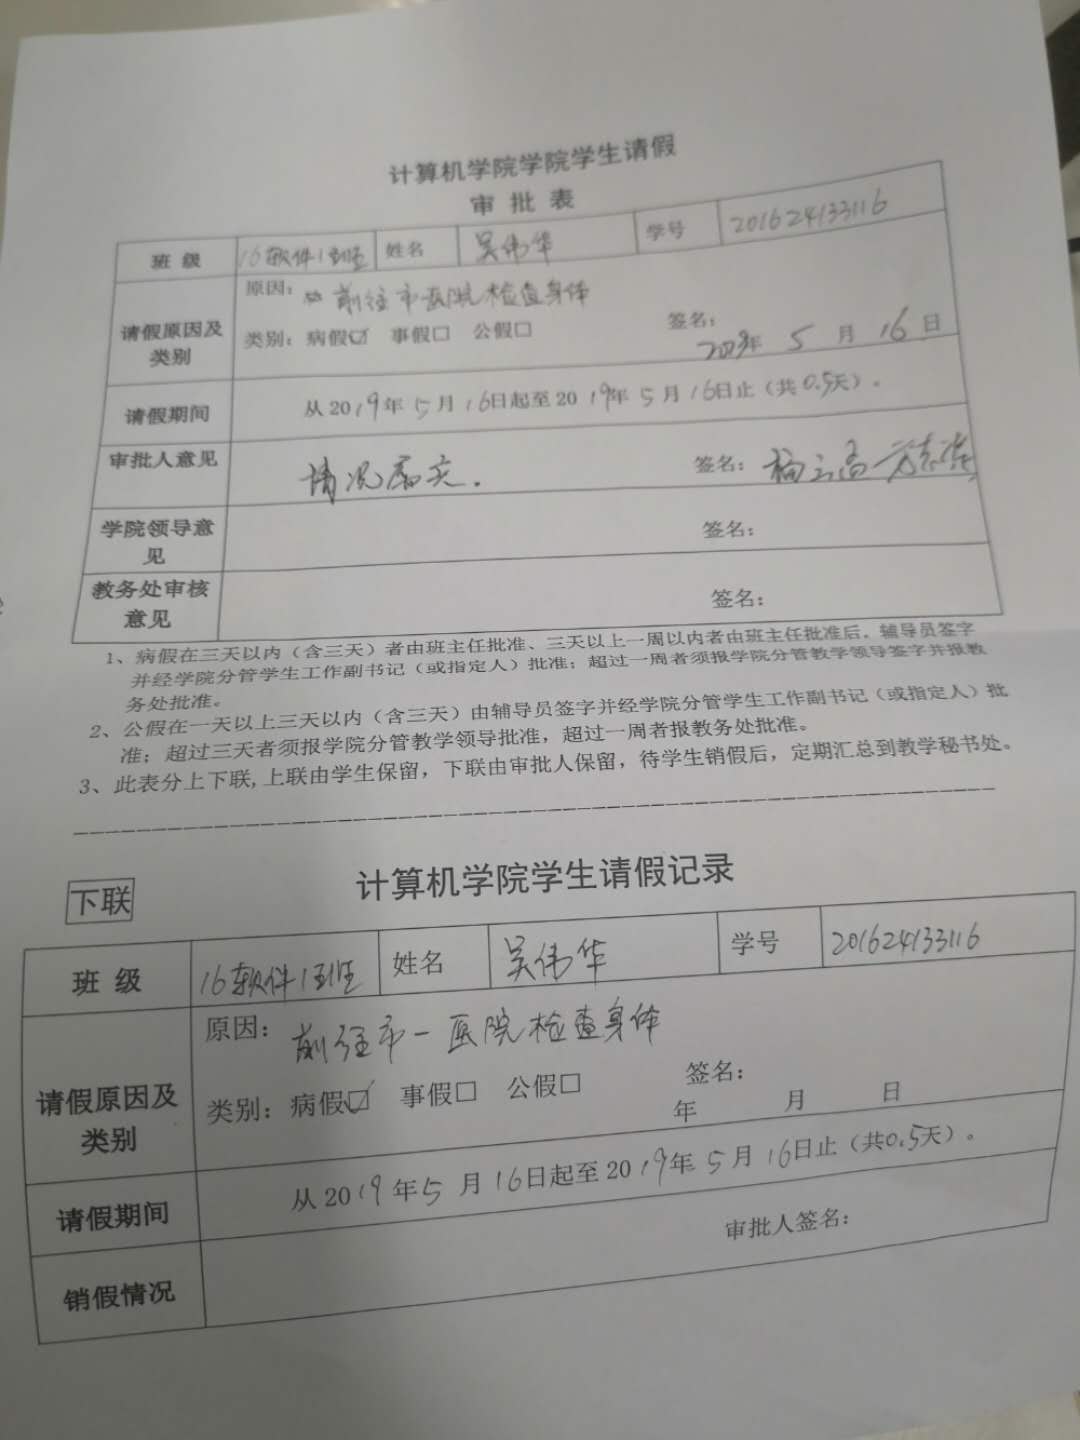 计算机学院学院学生请假
审 批 表
班 级 16软件1班 姓名 吴伟华 学号 201624133116
原因: 前往市医院检查身体
请假原因及类别 类别: 病假☑ 事假□ 公假□ 签名:
2019年 5 月 16 日
请假期间 从 2019年 5 月 16日起至 2019年 5 月 16日止（共0.5天）。
审批人意见 情况属实. 签名:
学院领导意见 签名:
教务处审核意见 签名:
1、病假在三天以内（含三天）者由班主任批准、三天以上一周以内者由班主任批准后，辅导员签字
并经学院分管学生工作副书记（或指定人）批准；超过一周者须报学院分管教学领导签字并报教
务处批准。
2、公假在一天以上三天以内（含三天）由辅导员签字并经学院分管学生工作副书记（或指定人）批
准；超过三天者须报学院分管教学领导批准，超过一周者报教务处批准。
3、此表分上下联,上联由学生保留，下联由审批人保留，待学生销假后，定期汇总到教学秘书处。
下联
计算机学院学生请假记录
班 级 16软件1班 姓名 吴伟华 学号 201624133116
原因: 前往市一医院检查身体
请假原因及类别 类别: 病假☑ 事假□ 公假□ 签名:
年 月 日
请假期间 从 2019 年 5 月 16日起至 2019年 5 月 16日止（共0.5天）。
销假情况 审批人签名: